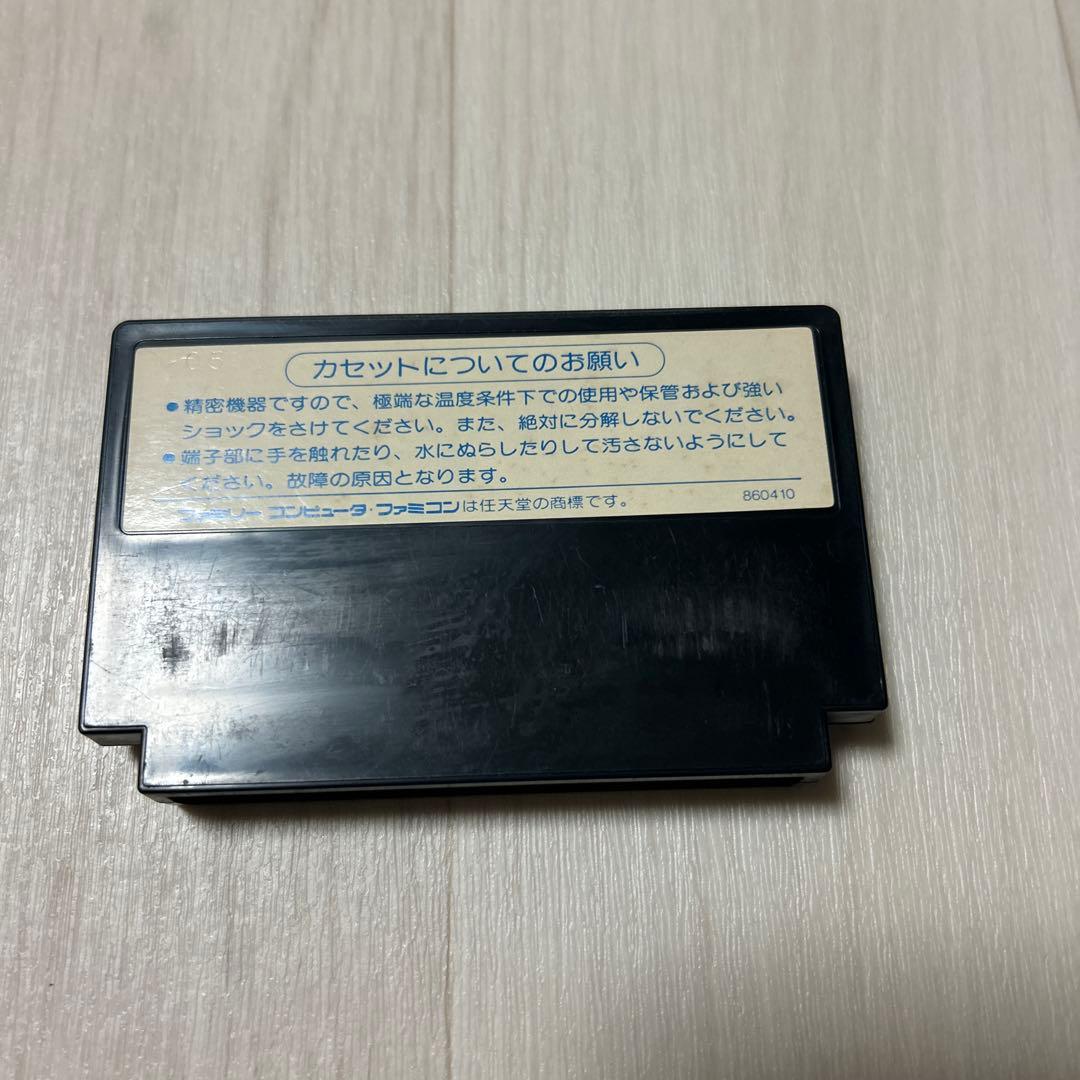 カセットについてのお願い
●精密機器ですので、極端な温度条件下での使用や保管および強い
ショックをさけてください。また、絶対に分解しないでください。
●端子部に手を触れたり、水にぬらしたりして汚さないようにして
ください。故障の原因となります。
ファミリーコンピュータ・ファミコンは任天堂の商標です。
860410